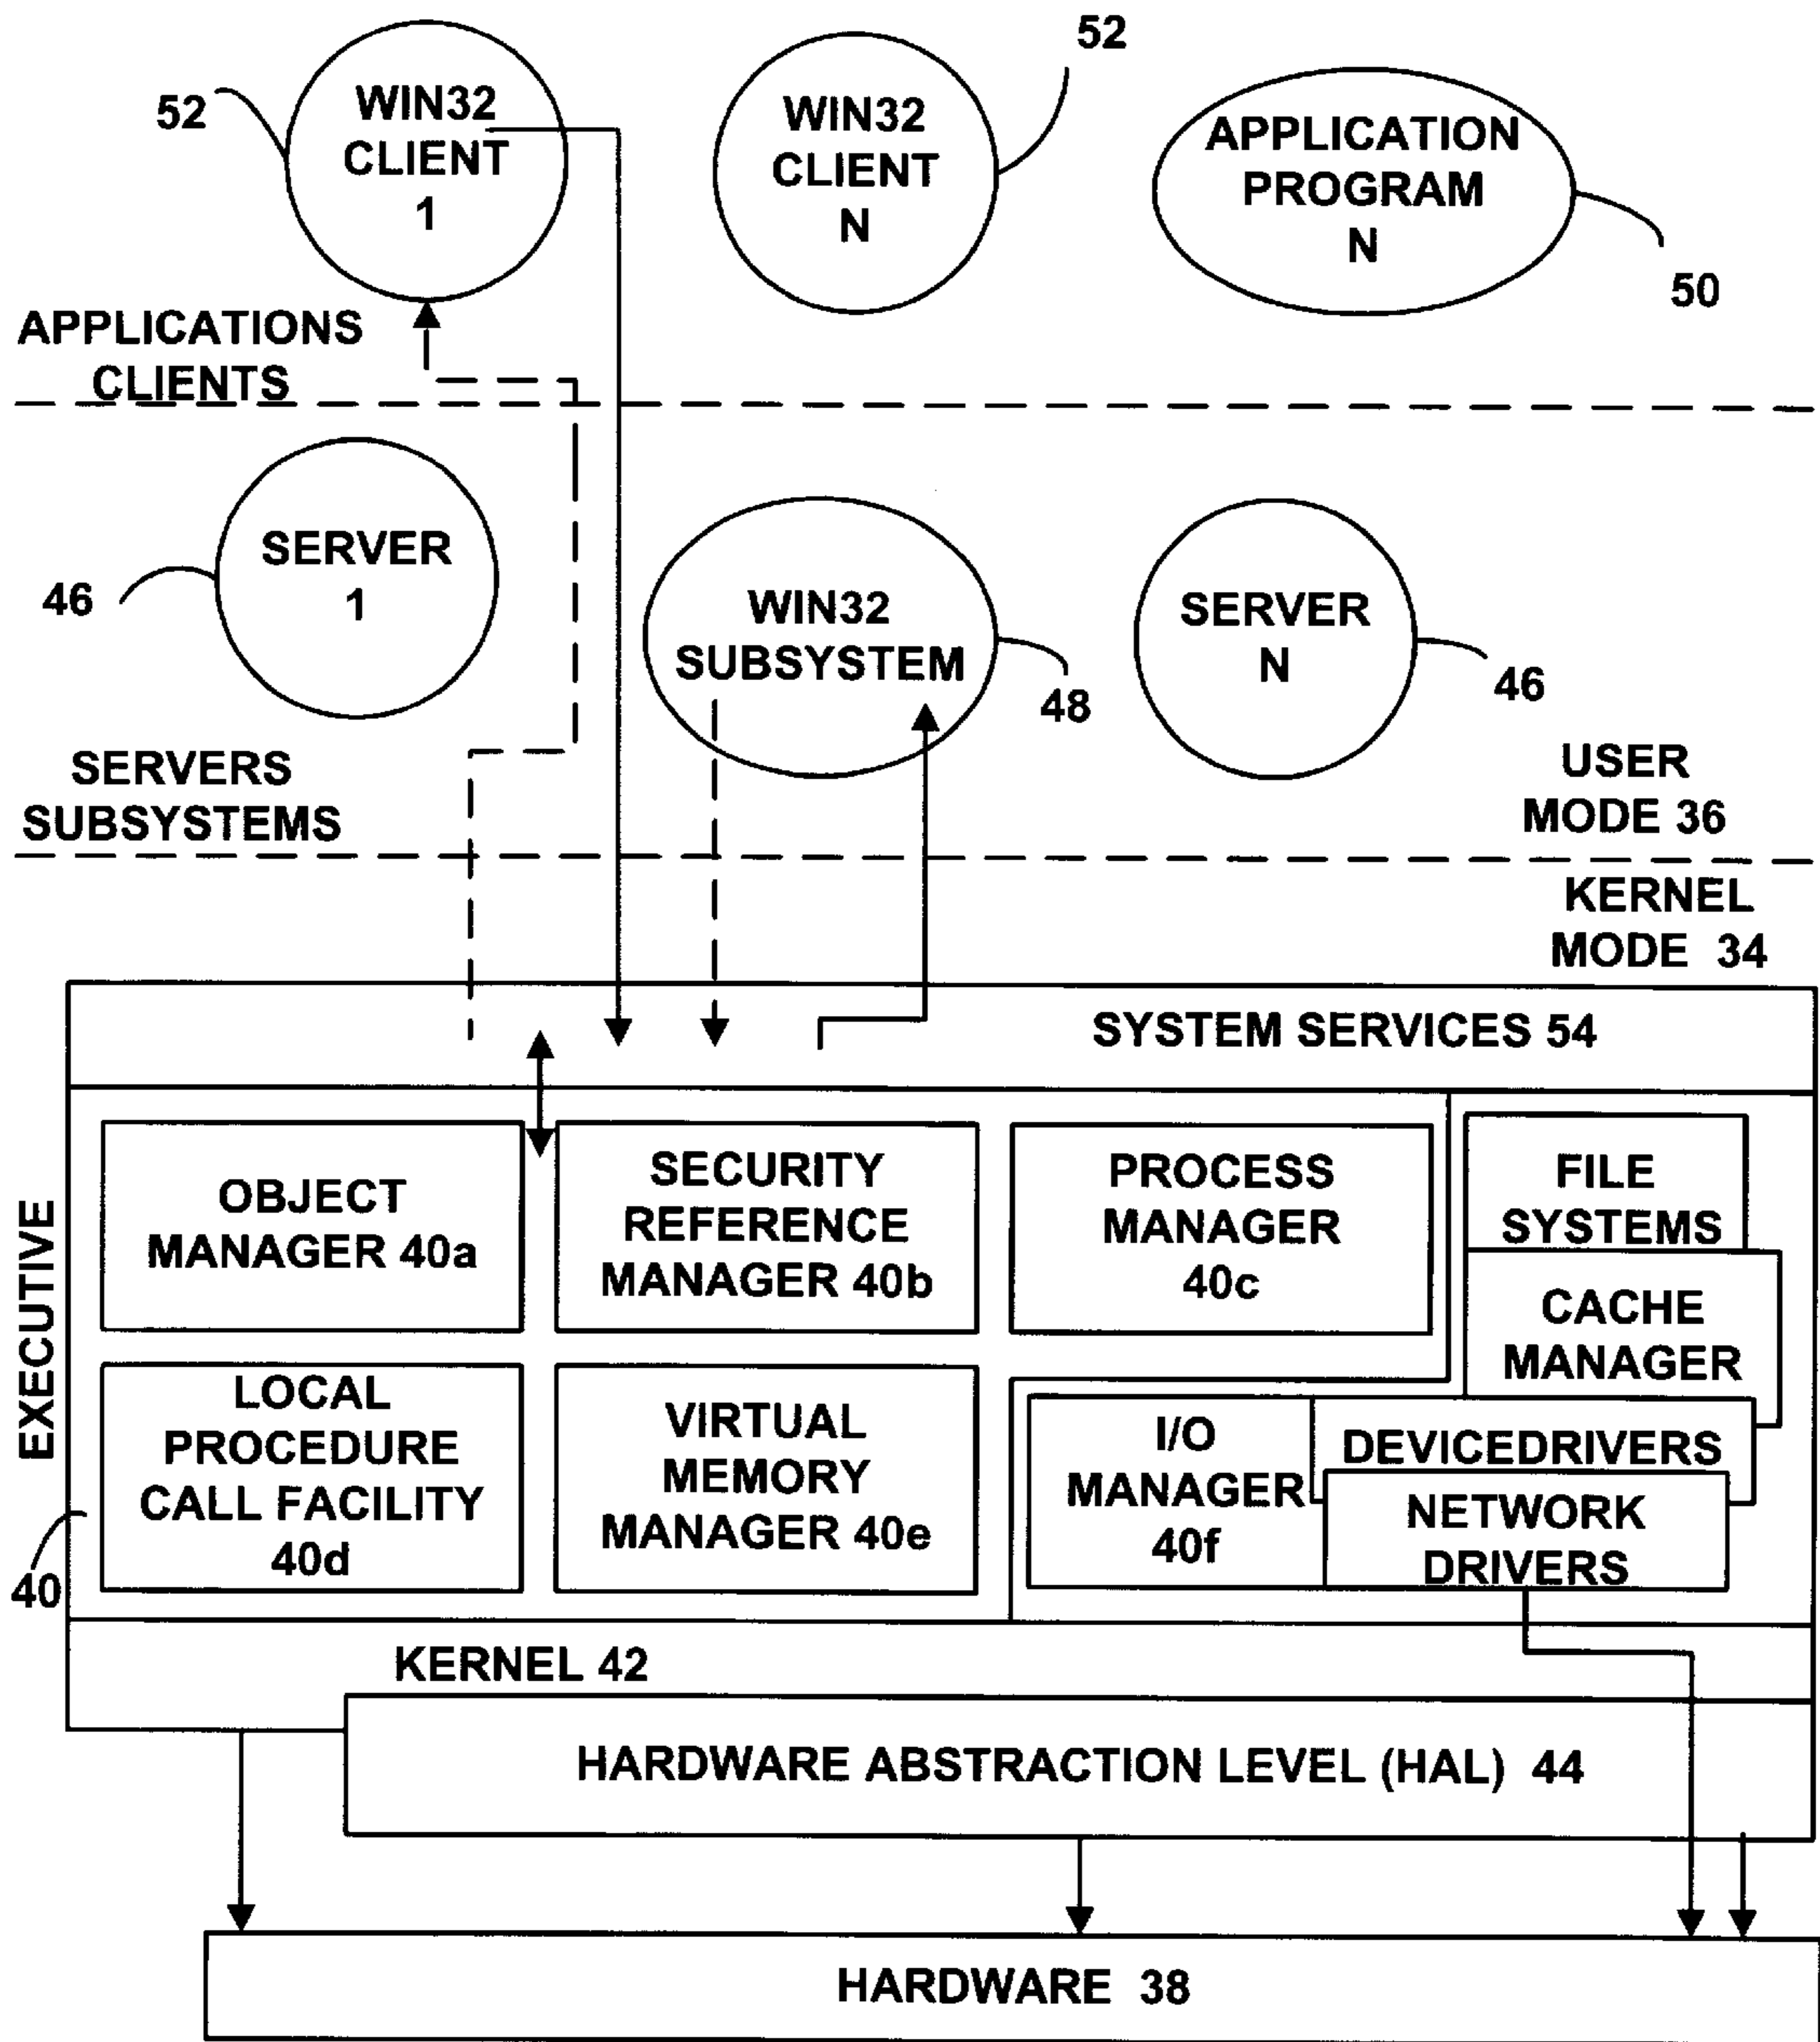 52
WIN32
CLIENT
1
52
WIN32
CLIENT
N
APPLICATION
PROGRAM
N
50
APPLICATIONS
CLIENTS
46
SERVER
1
WIN32
SUBSYSTEM
48
SERVER
N
46
SERVERS
SUBSYSTEMS
USER
MODE 36
KERNEL
MODE 34
SYSTEM SERVICES 54
EXECUTIVE
OBJECT
MANAGER 40a
SECURITY
REFERENCE
MANAGER 40b
PROCESS
MANAGER
40c
FILE
SYSTEMS
CACHE
MANAGER
LOCAL
PROCEDURE
CALL FACILITY
40d
VIRTUAL
MEMORY
MANAGER 40e
I/O
MANAGER
40f
DEVICEDRIVERS
NETWORK
DRIVERS
40
KERNEL 42
HARDWARE ABSTRACTION LEVEL (HAL) 44
HARDWARE 38